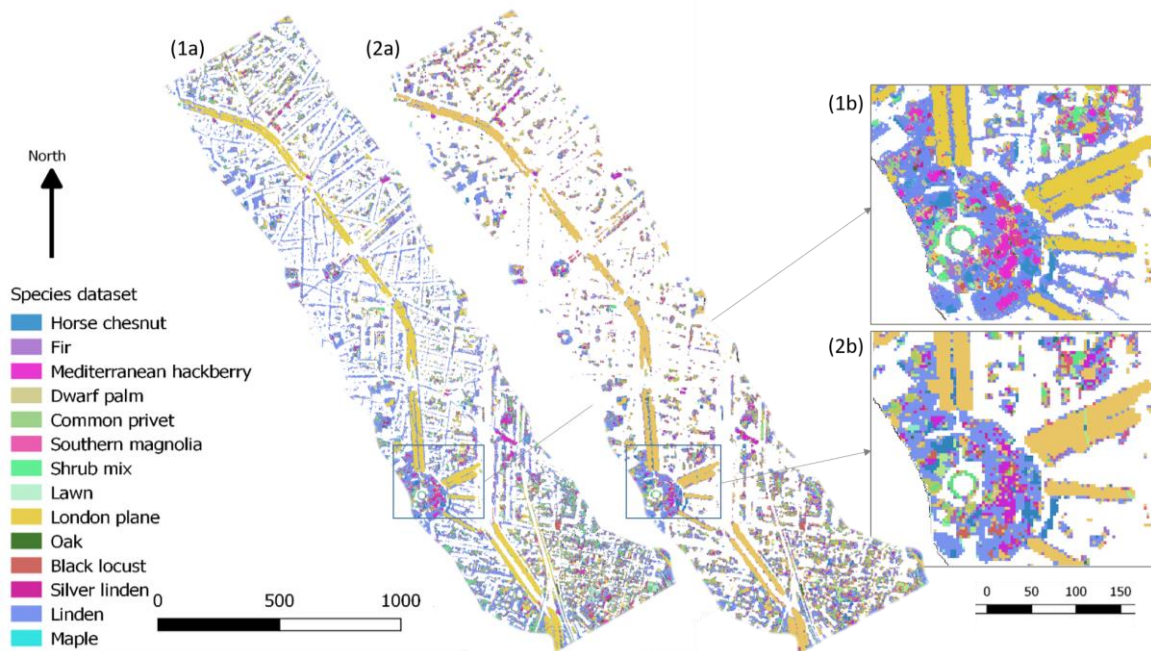 (1a)
(2a)
(1b)
North
Species dataset
Horse chesnut
Fir
Mediterranean hackberry
Dwarf palm
Common privet
Southern magnolia
Shrub mix
Lawn
London plane
Oak
Black locust
Silver linden
Linden
Maple
0 500 1000
(2b)
0 50 100 150